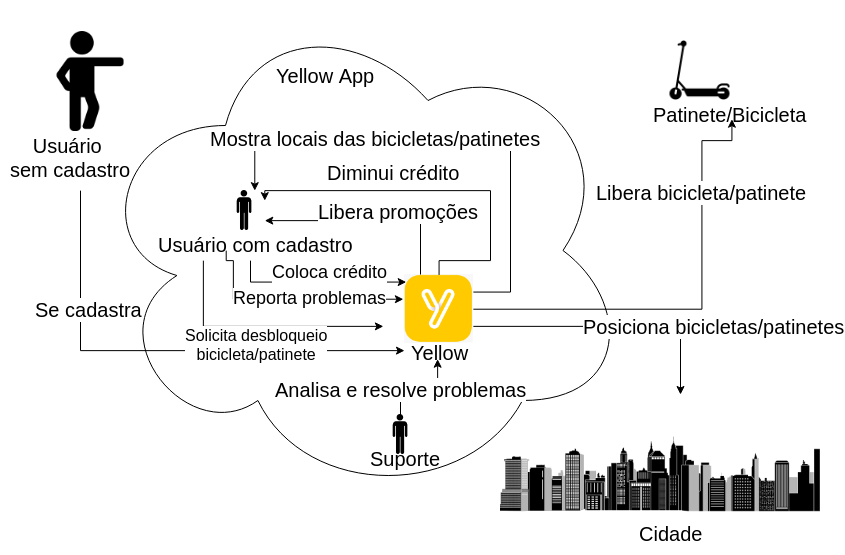 Yellow App
Patinete/Bicicleta
Usuário
sem cadastro
Mostra locais das bicicletas/patinetes
Diminui crédito
Libera bicicleta/patinete
Libera promoções
Usuário com cadastro
Coloca crédito
Reporta problemas
Se cadastra
Solicita desbloqueio
bicicleta/patinete
Posiciona bicicletas/patinetes
Yellow
Analisa e resolve problemas
Suporte
Cidade